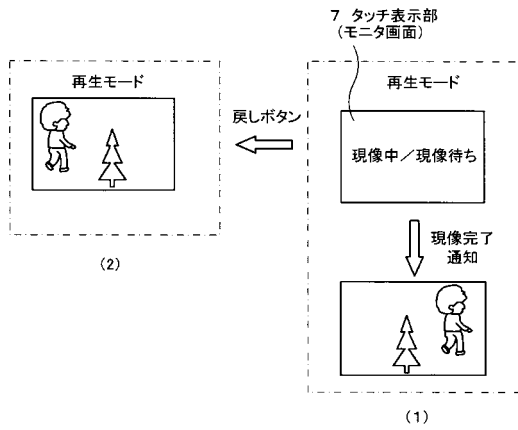 7 タッチ表示部
(モニタ画面)
再生モード
再生モード
戻しボタン
現像中／現像待ち
現像完了
通知
(2)
(1)